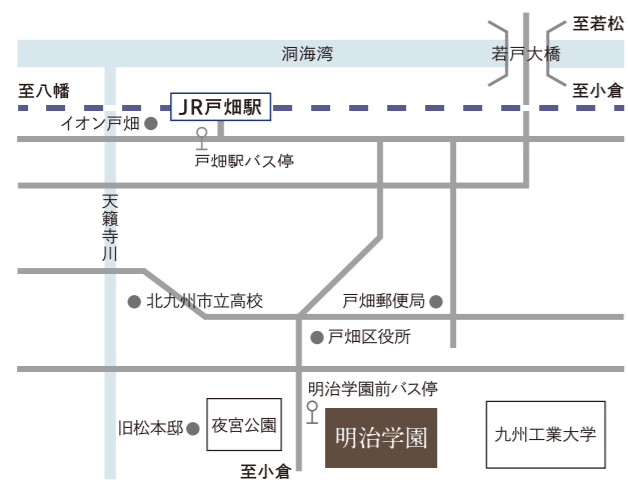 至若松
洞海湾
若戸大橋
至八幡
JR戸畑駅
至小倉
イオン戸畑
戸畑駅バス停
天籟寺川
北九州市立高校
戸畑郵便局
戸畑区役所
明治学園前バス停
旧松本邸
夜宮公園
明治学園
九州工業大学
至小倉